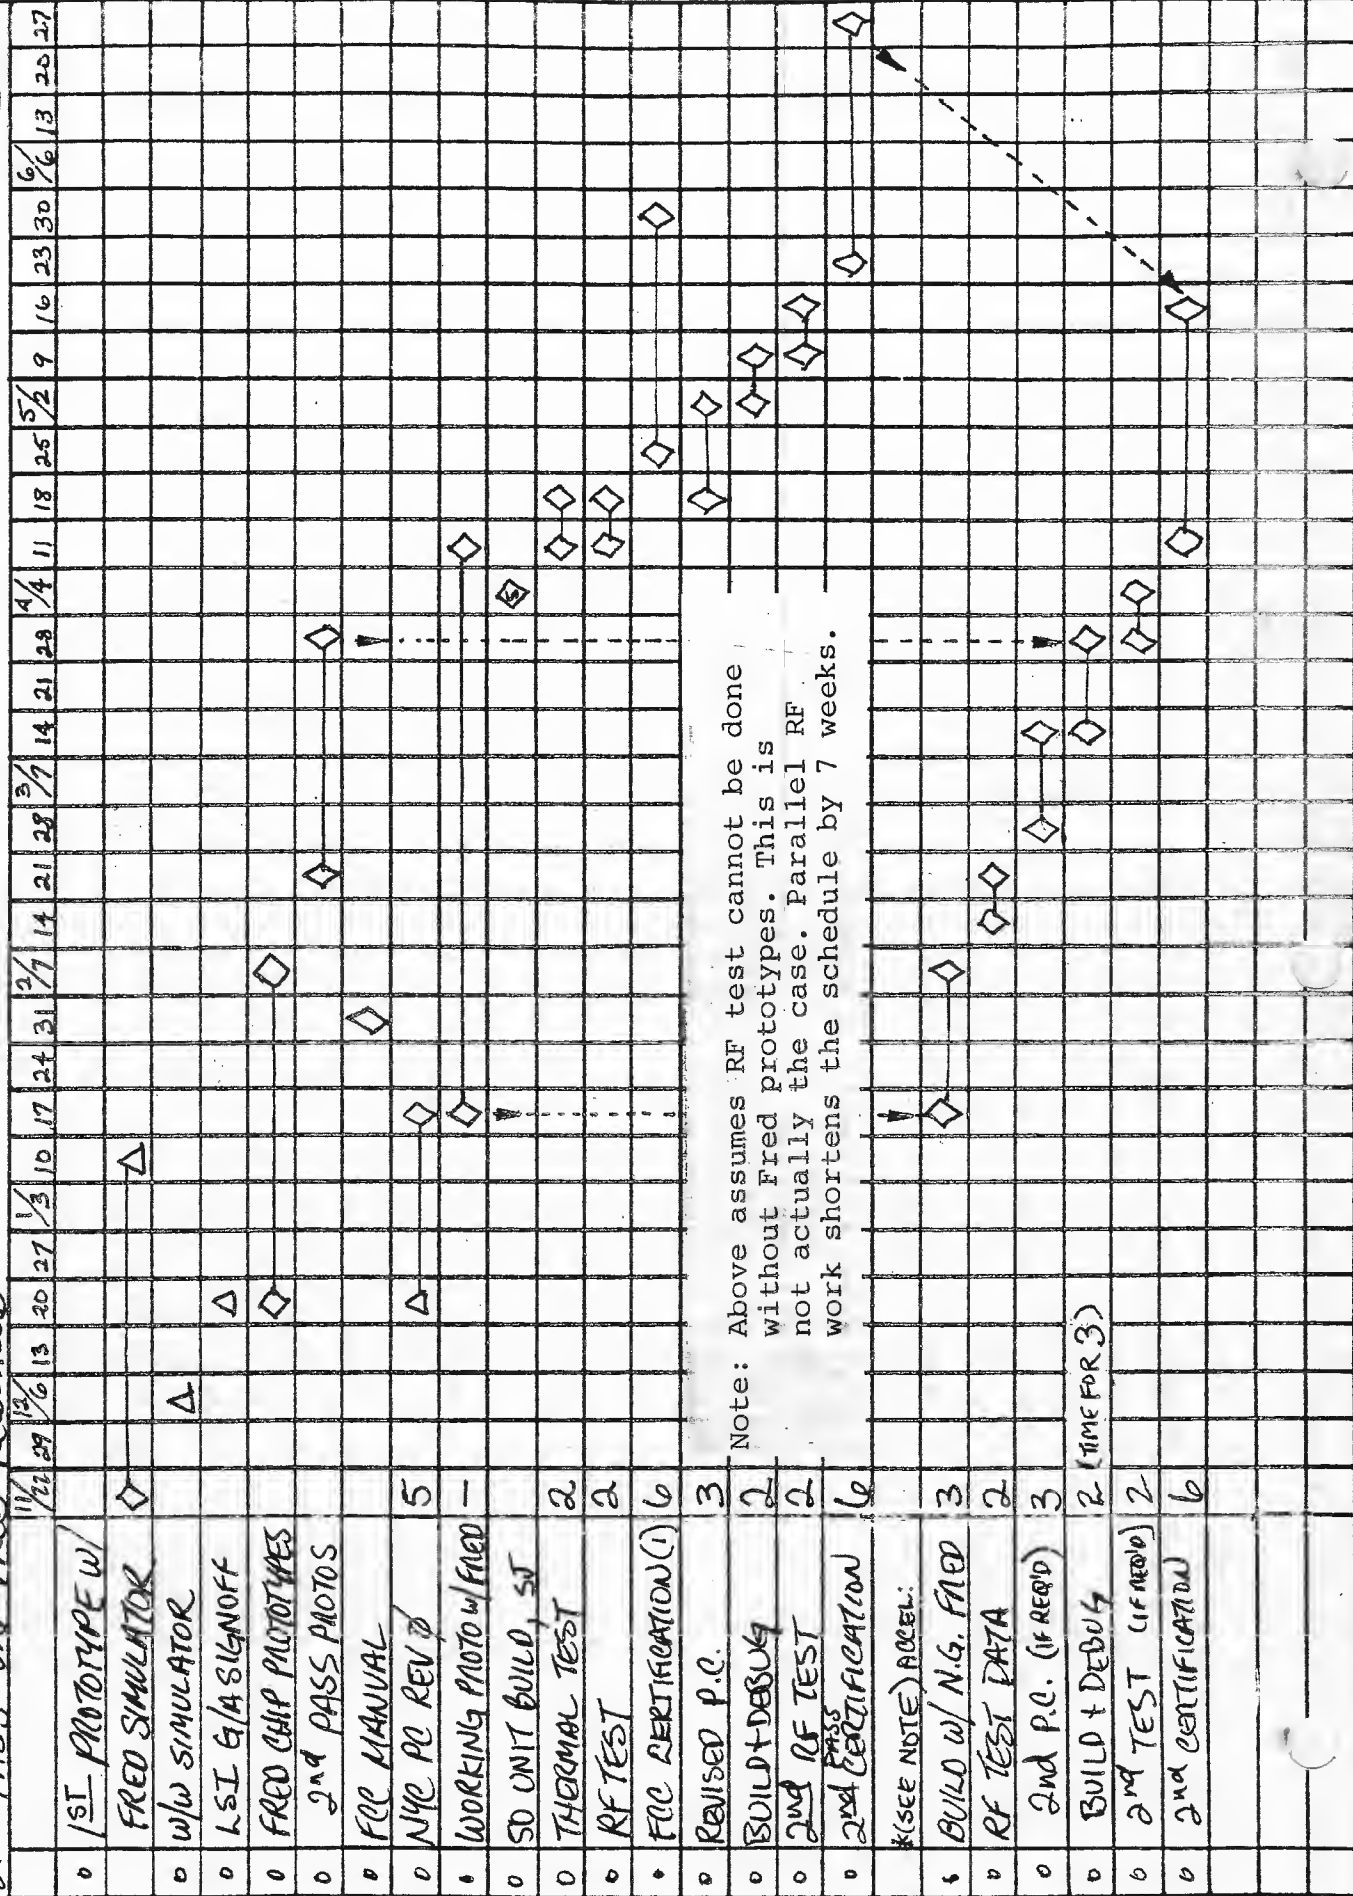 11/22 29 12/6 13 20 27 1/3 10 17 24 31 2/7 14 21 28 3/7 14 21 28 4/4 11 18 25 5/2 9 16 23 30 6/6 13 20 27
o 1ST PROTOTYPE W/
FRED SIMULATOR
o W/W SIMULATOR
o LSI G/A SIGNOFF
o FRED CHIP PROTOTYPES
o 2nd PASS PROTOS
o FCC MANUAL
o NYC PC REV Ø 5
o WORKING PROTO W/ FRED -
o 50 UNIT BUILD, SJ
o THERMAL TEST 2
o RF TEST 2
o FCC CERTIFICATION (1) 6
o REVISED P.C. 3
o BUILD + DEBUG 2
o 2nd RF TEST 2
o 2nd PASS CERTIFICATION 6
Note: Above assumes RF test cannot be done
without Fred prototypes. This is
not actually the case. Parallel RF
work shortens the schedule by 7 weeks.
*(SEE NOTE) ACCEL:
o BUILD W/ N.G. FRED 3
o RF TEST DATA 2
o 2nd P.C. (IF REQ'D) 3
o BUILD + DEBUG 2 (TIME FOR 3)
o 2nd TEST (IF REQ'D) 2
o 2nd CERTIFICATION 6